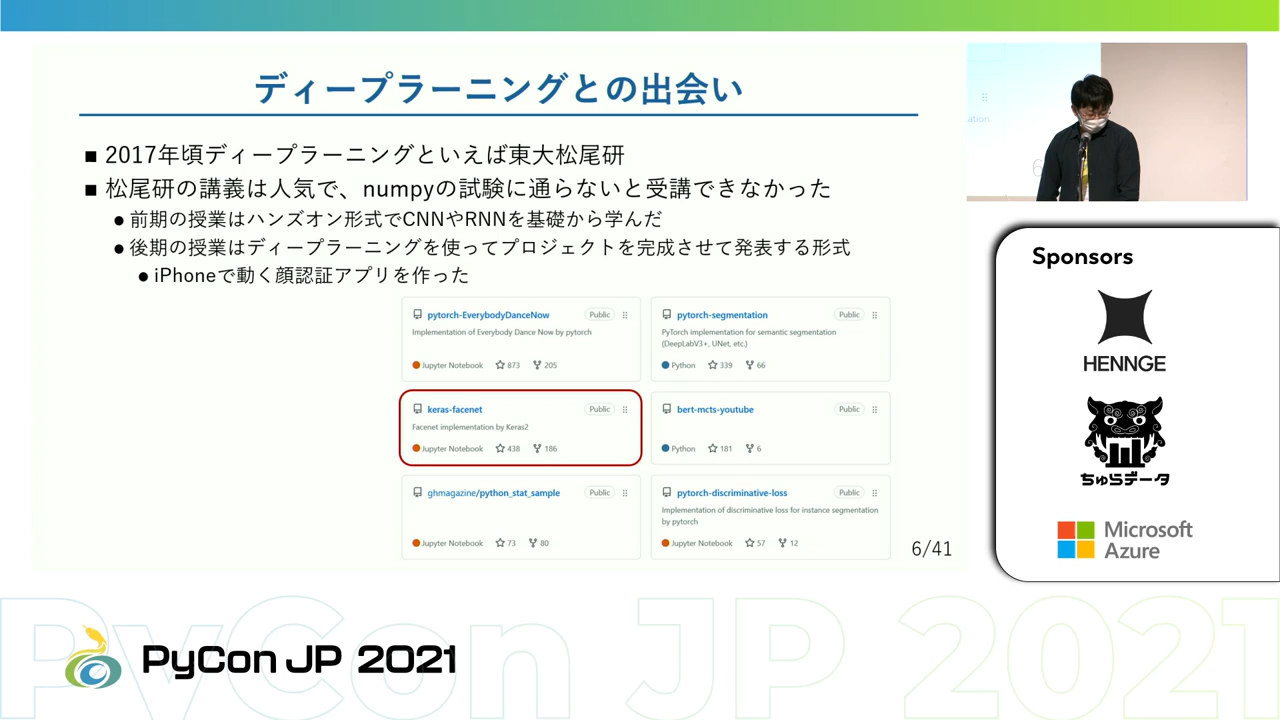 ディープラーニングとの出会い
■ 2017年頃ディープラーニングといえば東大松尾研
■ 松尾研の講義は人気で、numpyの試験に通らないと受講できなかった
● 前期の授業はハンズオン形式でCNNやRNNを基礎から学んだ
● 後期の授業はディープラーニングを使ってプロジェクトを完成させて発表する形式
● iPhoneで動く顔認証アプリを作った
pytorch-EverybodyDanceNow Public
Implementation of Everybody Dance Now by pytorch
Jupyter Notebook 873 205
pytorch-segmentation Public
PyTorch implementation for semantic segmentation
(DeepLabV3+, UNet, etc.)
Python 339 66
keras-facenet Public
Facenet implementation by Keras2
Jupyter Notebook 438 186
bert-mcts-youtube Public
Python 181 6
ghmagazine/python_stat_sample Public
Jupyter Notebook 73 80
pytorch-discriminative-loss Public
Implementation of discriminative loss for instance segmentation
by pytorch
Jupyter Notebook 57 12
6/41
ation
6
Sponsors
HENNGE
ちゅらデータ
Microsoft
Azure
PyCon JP 2021
PyCon JP 2021